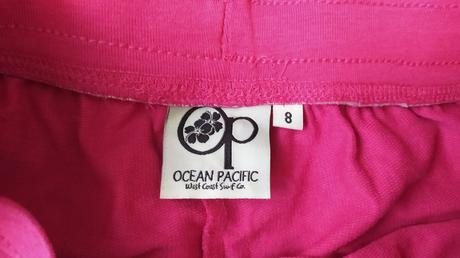 Op
8
OCEAN PACIFIC
West Coast Surf Co.